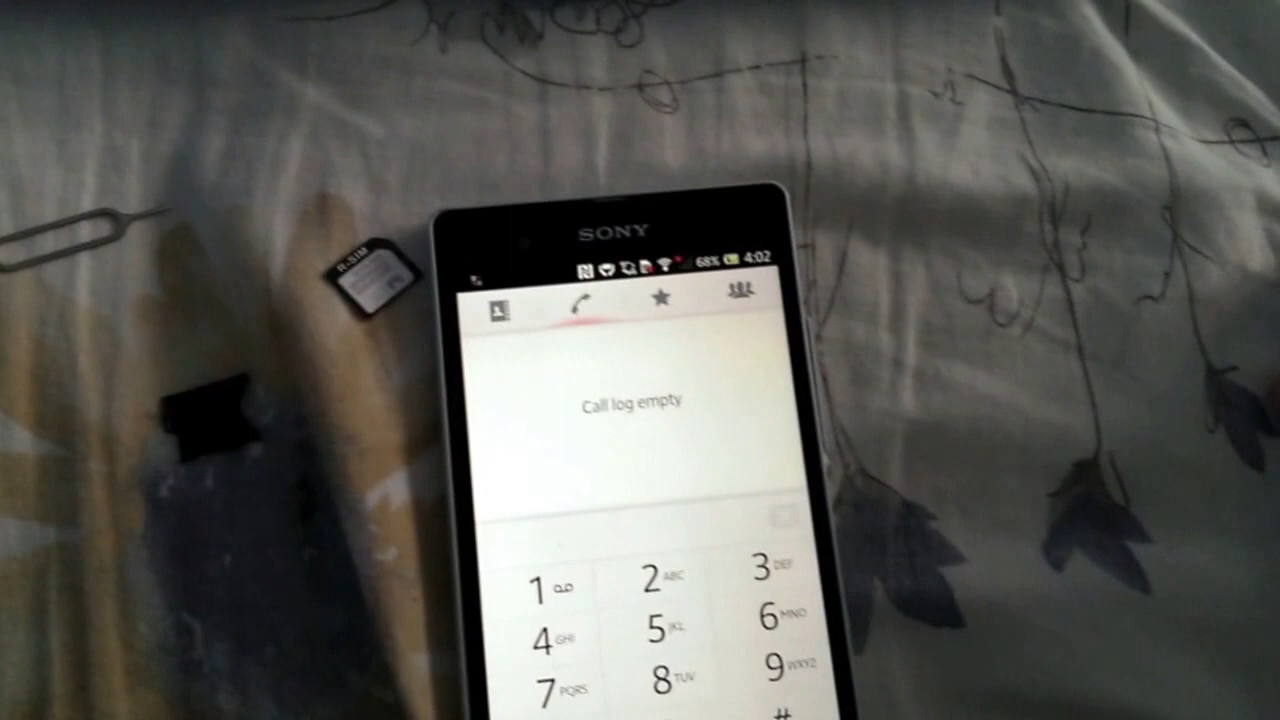 SONY
68% 4:02
R-SIM
Call log empty
1 2 ABC 3 DEF
4 GHI 5 JKL 6 MNO
7 PQRS 8 TUV 9 WXYZ
#